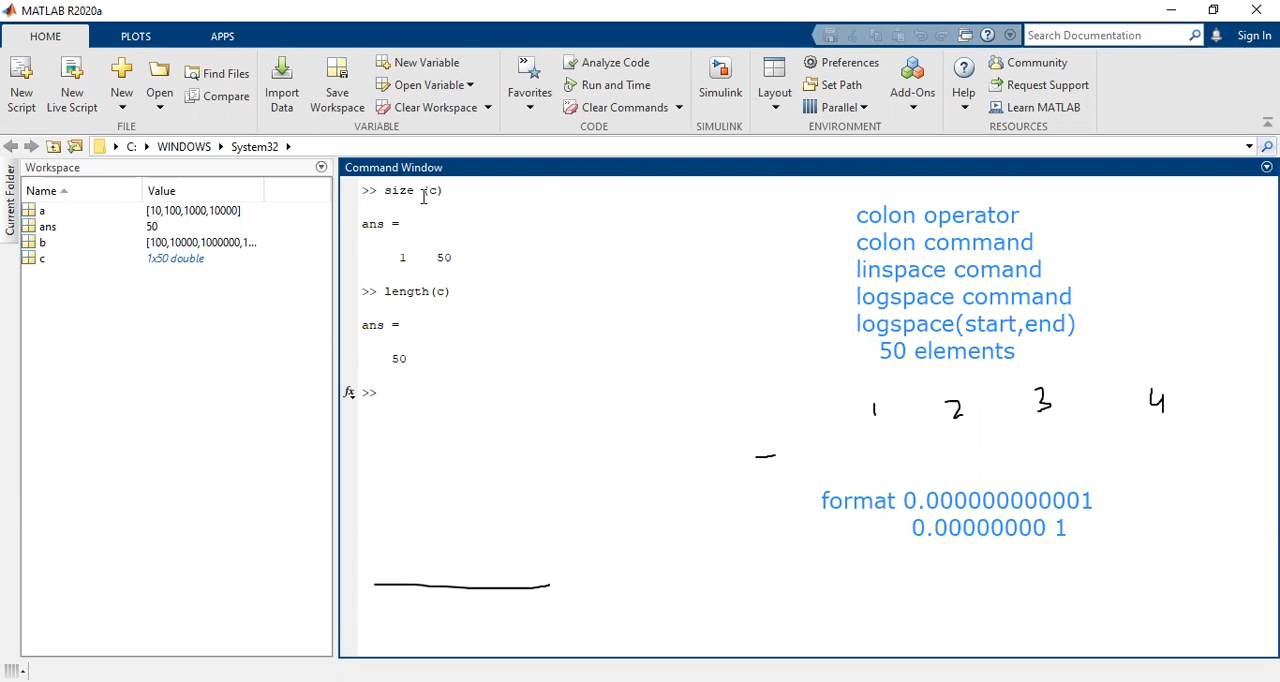 MATLAB R2020a
HOME PLOTS APPS
Search Documentation Sign In
New Script
New Live Script
New
Open
Find Files
Compare
FILE
Import Data
Save Workspace
New Variable
Open Variable
Clear Workspace
VARIABLE
Favorites
Analyze Code
Run and Time
Clear Commands
CODE
Simulink
SIMULINK
Layout
Preferences
Set Path
Parallel
Add-Ons
ENVIRONMENT
Help
Community
Request Support
Learn MATLAB
RESOURCES
C: WINDOWS System32
Current Folder
Workspace
Name Value
a [10,100,1000,10000]
ans 50
b [100,10000,1000000,1...
c 1x50 double
Command Window
>> size (c)
ans =
1 50
>> length(c)
ans =
50
fx >>
colon operator
colon command
linspace comand
logspace command
logspace(start,end)
50 elements
1 2 3 4
format 0.000000000001
0.00000000 1